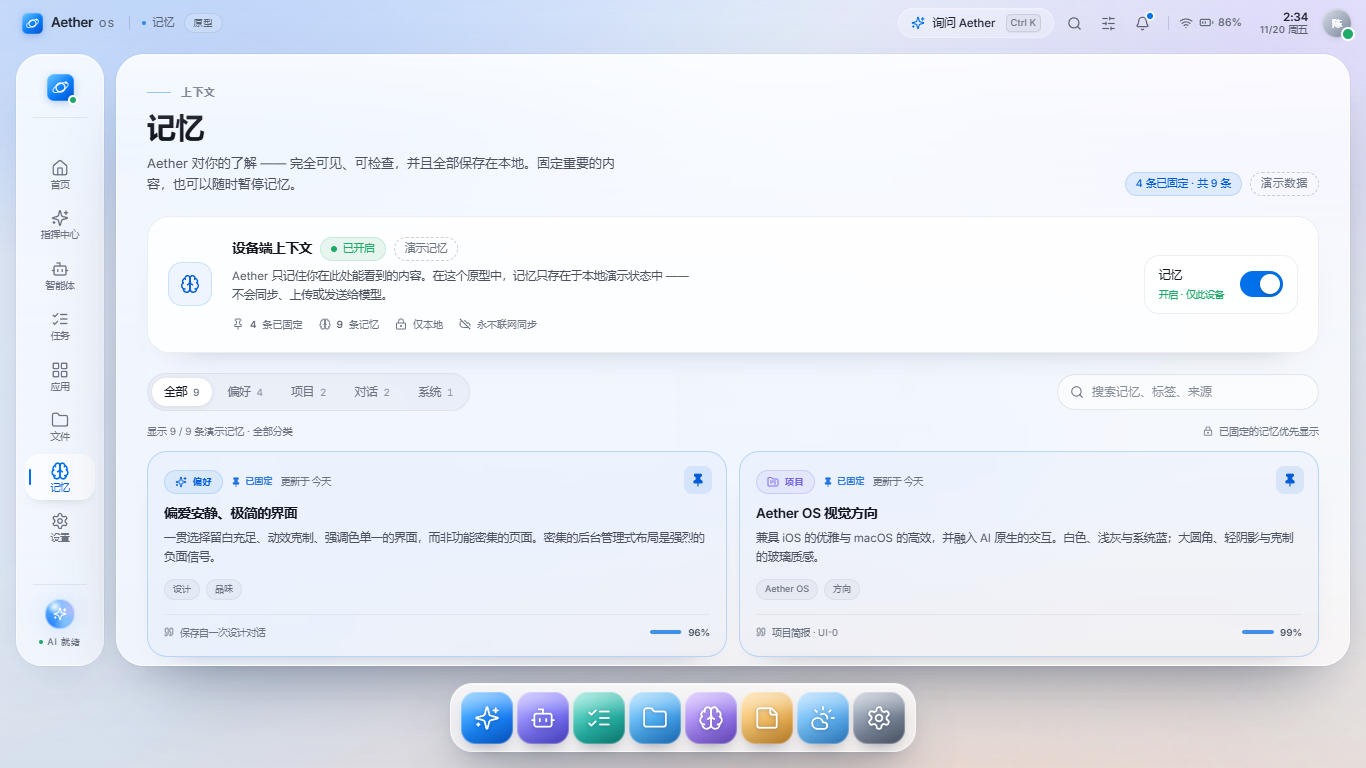 Aether OS
记忆
原型
询问 Aether
Ctrl K
86%
2:34
11/20 周五
陈
首页
指挥中心
智能体
任务
应用
文件
记忆
设置
AI 就绪
上下文
记忆
Aether 对你的了解 —— 完全可见、可检查，并且全部保存在本地。固定重要的内
容，也可以随时暂停记忆。
4 条已固定 · 共 9 条
演示数据
设备端上下文
已开启
演示记忆
Aether 只记住你在此处能看到的内容。在这个原型中，记忆只存在于本地演示状态中 ——
不会同步、上传或发送给模型。
4 条已固定
9 条记忆
仅本地
永不联网同步
记忆
开启 · 仅此设备
全部 9
偏好 4
项目 2
对话 2
系统 1
搜索记忆、标签、来源
显示 9 / 9 条演示记忆 · 全部分类
已固定的记忆优先显示
偏好
已固定
更新于 今天
偏爱安静、极简的界面
一贯选择留白充足、动效克制、强调色单一的界面，而非功能密集的页面。密集的后台管理式布局是强烈的
负面信号。
设计
品味
保存自一次设计对话
96%
项目
已固定
更新于 今天
Aether OS 视觉方向
兼具 iOS 的优雅与 macOS 的高效，并融入 AI 原生的交互。白色、浅灰与系统蓝；大圆角、轻阴影与克制
的玻璃质感。
Aether OS
方向
项目简报 · UI-0
99%